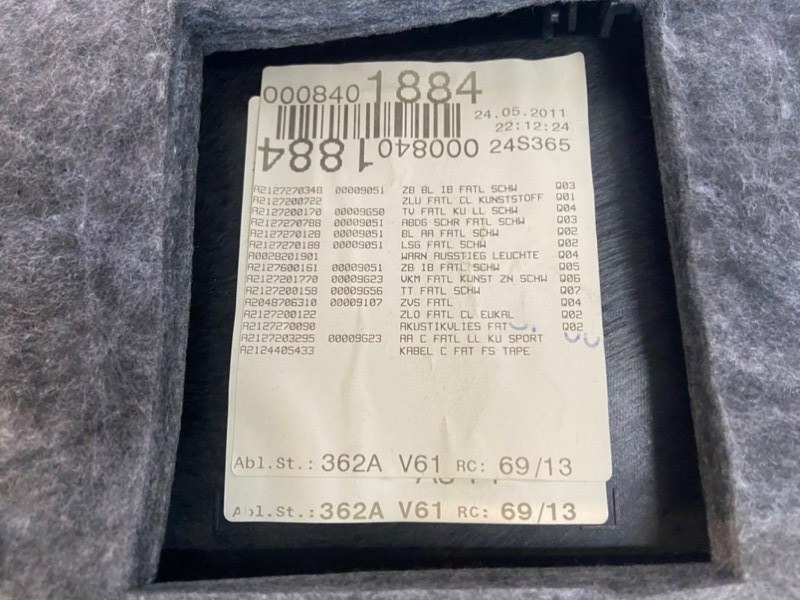 000840 1884
24.05.2011
22:12:24
000840 1884 24S365
A2127270348 00009051 ZB BL IB FATL SCHW Q03
A2127200722 ZLU FATL CL KUNSTSTOFF Q01
A2127200170 00009G50 TV FATL KU LL SCHW Q04
A2127270788 00009051 ABDG SCHR FATL SCHW Q03
A2127270128 00009051 BL AA FATL SCHW Q02
A2127270188 00009051 LSG FATL SCHW Q02
A0028201901 WARN AUSSTIEG LEUCHTE Q04
A2127600161 00009051 ZB IB FATL SCHW Q05
A2127201770 00009G23 VKM FATL KUNST ZN SCHW Q06
A2127200158 00009G56 TT FATL SCHW Q07
A2048706310 00009107 ZVS FATL Q04
A2127200122 ZLO FATL CL EUKAL Q02
A2127270090 AKUSTIKVLIES FAT Q02
A2127203295 00009G23 AA C FATL LL KU SPORT
A2124405433 KABEL C FAT FS TAPE
Abl.St.: 362A V61 RC: 69/13
Abl.St.: 362A V61 RC: 69/13